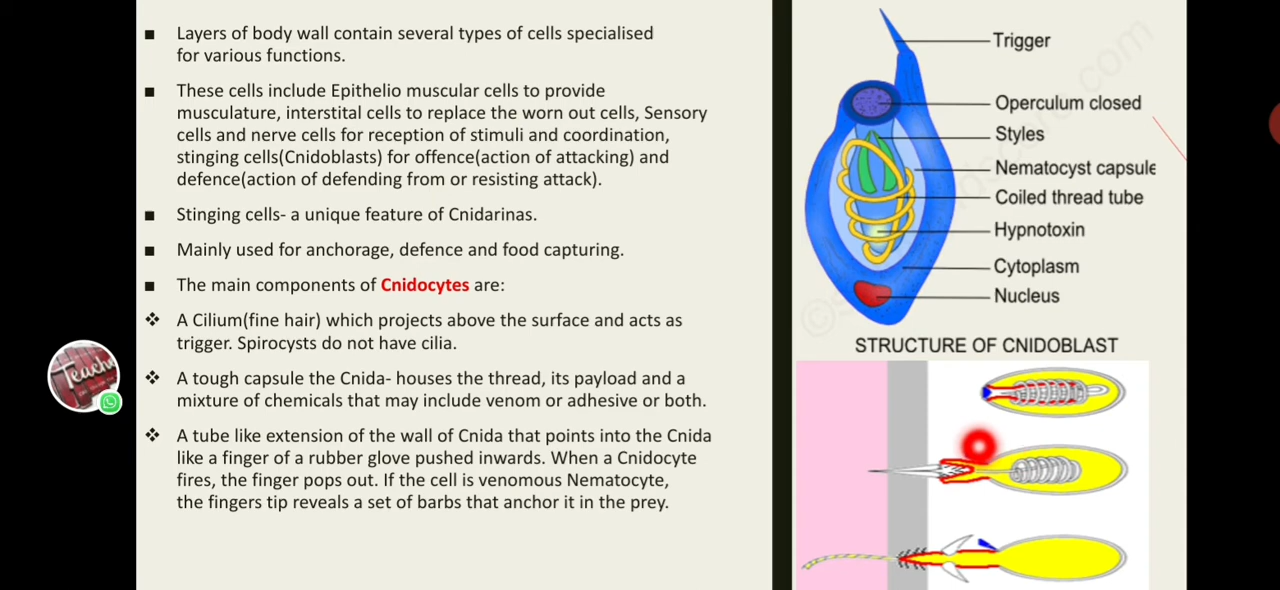 ■ Layers of body wall contain several types of cells specialised
for various functions.
■ These cells include Epithelio muscular cells to provide
musculature, interstital cells to replace the worn out cells, Sensory
cells and nerve cells for reception of stimuli and coordination,
stinging cells(Cnidoblasts) for offence(action of attacking) and
defence(action of defending from or resisting attack).
■ Stinging cells- a unique feature of Cnidarinas.
■ Mainly used for anchorage, defence and food capturing.
■ The main components of Cnidocytes are:
❖ A Cilium(fine hair) which projects above the surface and acts as
trigger. Spirocysts do not have cilia.
❖ A tough capsule the Cnida- houses the thread, its payload and a
mixture of chemicals that may include venom or adhesive or both.
❖ A tube like extension of the wall of Cnida that points into the Cnida
like a finger of a rubber glove pushed inwards. When a Cnidocyte
fires, the finger pops out. If the cell is venomous Nematocyte,
the fingers tip reveals a set of barbs that anchor it in the prey.
Trigger
Operculum closed
Styles
Nematocyst capsule
Coiled thread tube
Hypnotoxin
Cytoplasm
Nucleus
STRUCTURE OF CNIDOBLAST